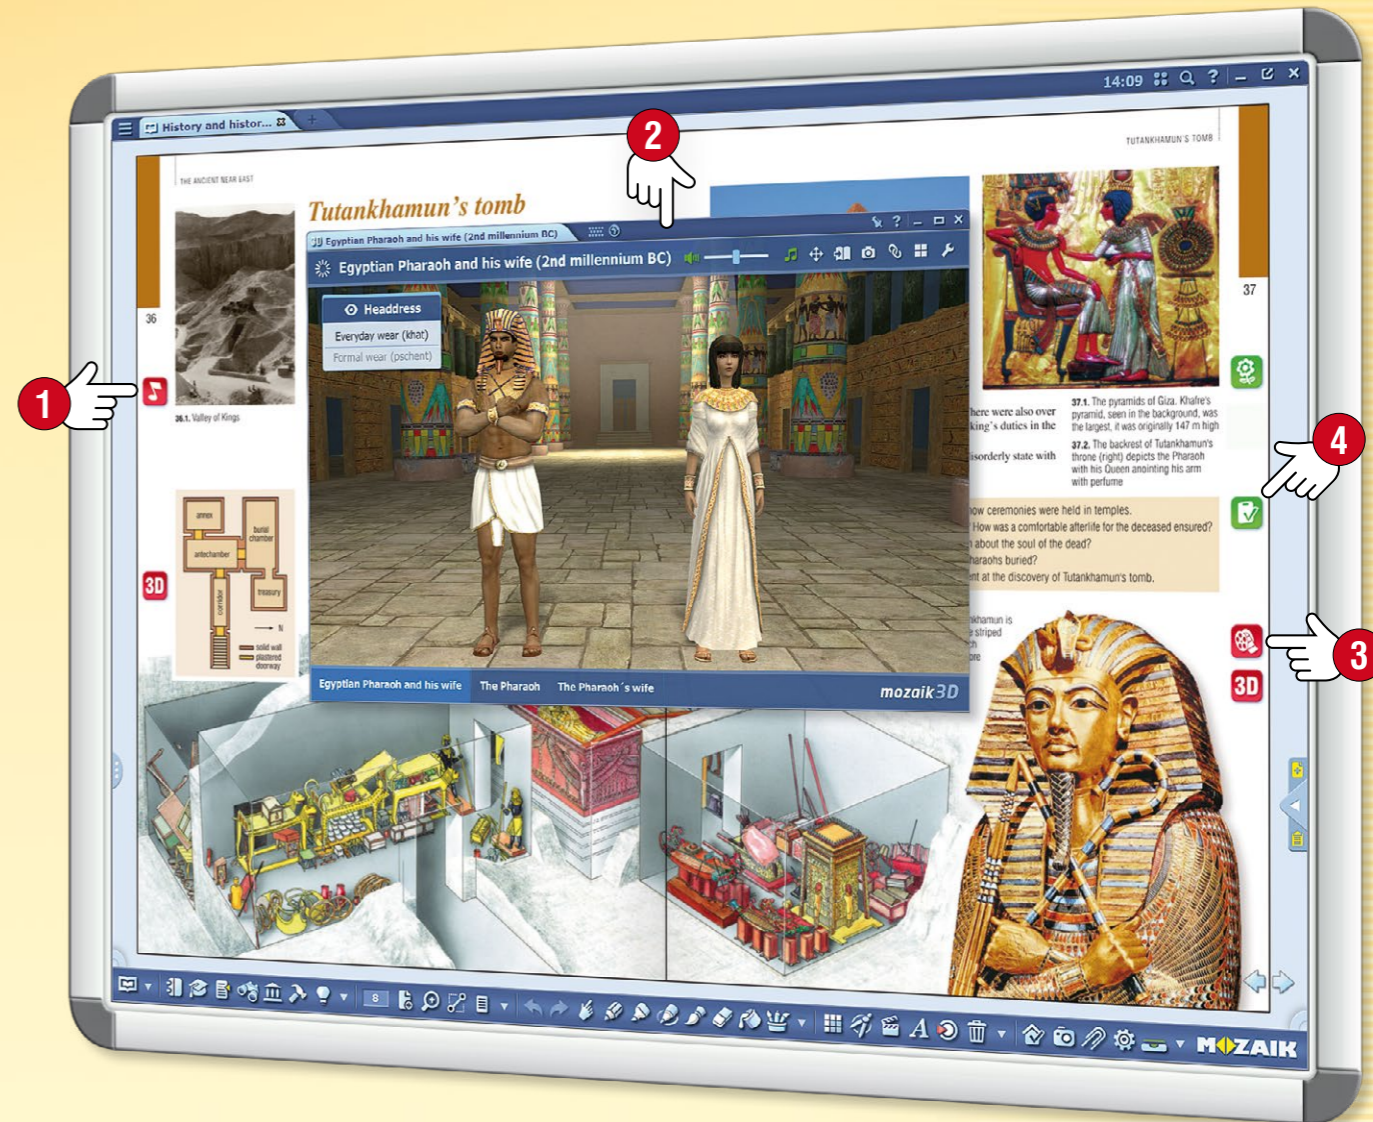 14:09 ?
History and histor...
THE ANCIENT NEAR EAST
TUTANKHAMUN'S TOMB
Tutankhamun's tomb
36
37
1
2
3
4
36.1. Valley of Kings
3D Egyptian Pharaoh and his wife (2nd millennium BC)
?
Egyptian Pharaoh and his wife (2nd millennium BC)
Headdress
Everyday wear (khat)
Formal wear (pschent)
Egyptian Pharaoh and his wife The Pharaoh The Pharaoh´s wife
mozaik3D
here were also over
king's duties in the
isorderly state with
37.1. The pyramids of Giza. Khafre's
pyramid, seen in the background, was
the largest, it was originally 147 m high
37.2. The backrest of Tutankhamun's
throne (right) depicts the Pharaoh
with his Queen anointing his arm
with perfume
ow ceremonies were held in temples.
How was a comfortable afterlife for the deceased ensured?
about the soul of the dead?
haraohs buried?
nt at the discovery of Tutankhamun's tomb.
nkhamun is
striped
ore
3D
3D
annex
burial
chamber
antechamber
corridor
treasury
N
solid wall
plastered
doorway
8
A
MOZAIK